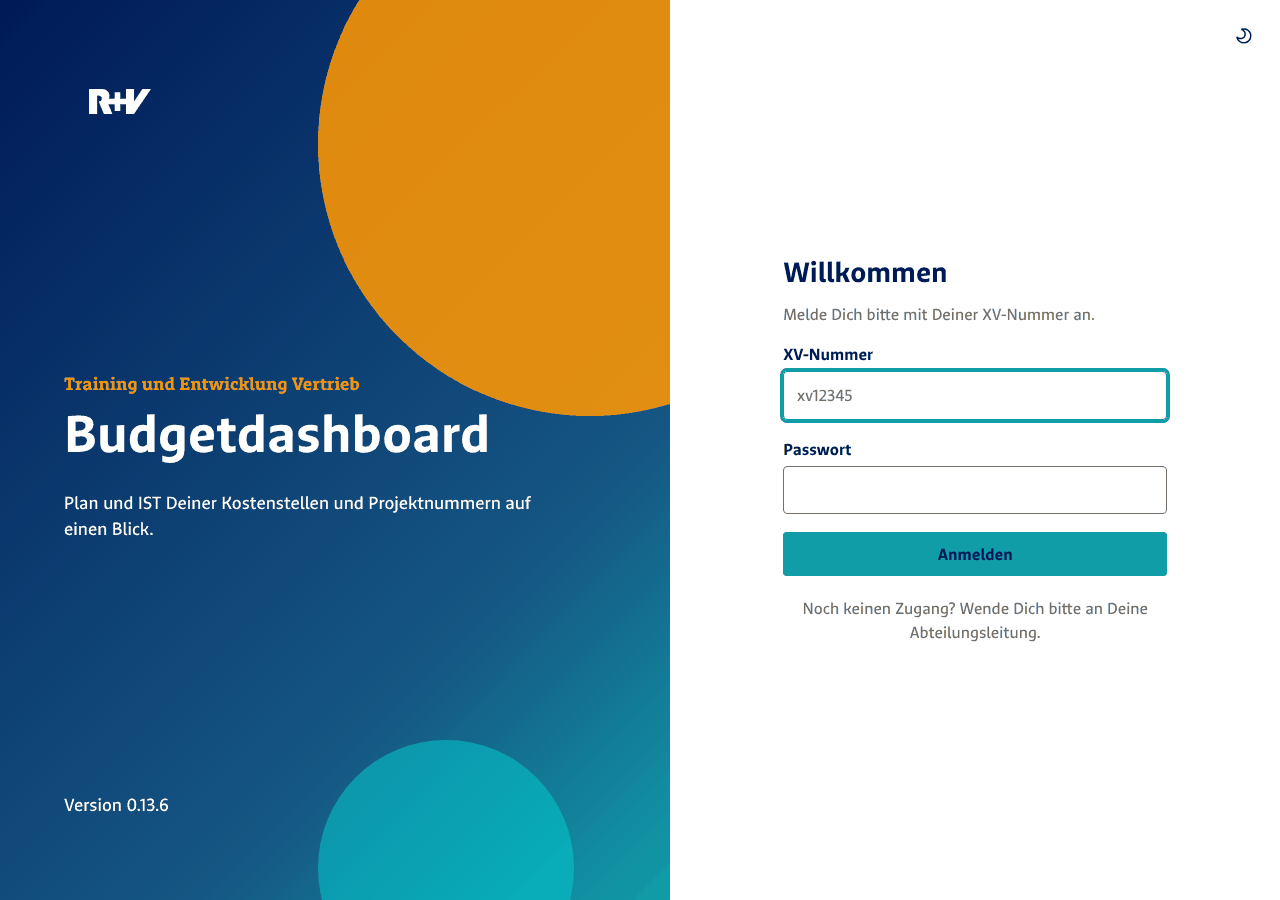 R+V
Training und Entwicklung Vertrieb
Budgetdashboard
Plan und IST Deiner Kostenstellen und Projektnummern auf
einen Blick.
Version 0.13.6
Willkommen
Melde Dich bitte mit Deiner XV-Nummer an.
XV-Nummer
xv12345
Passwort
Anmelden
Noch keinen Zugang? Wende Dich bitte an Deine
Abteilungsleitung.